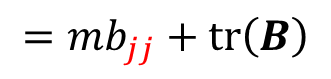 = mb_{jj} + tr(B)